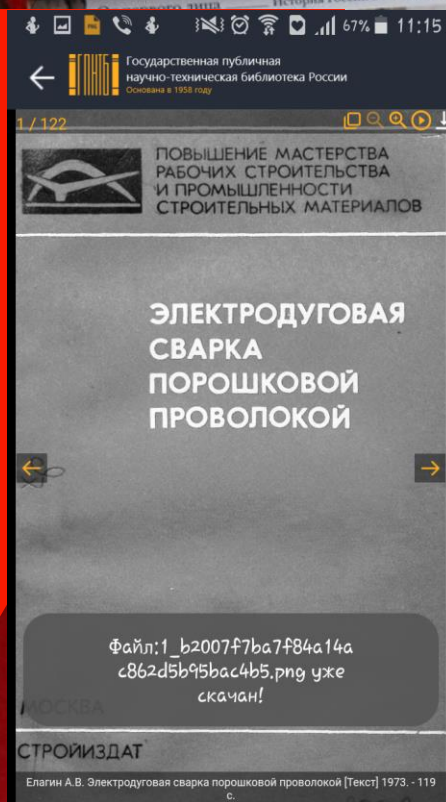 67% 11:15
Государственная публичная
научно-техническая библиотека России
Основана в 1958 году
1 / 122
ПОВЫШЕНИЕ МАСТЕРСТВА
РАБОЧИХ СТРОИТЕЛЬСТВА
И ПРОМЫШЛЕННОСТИ
СТРОИТЕЛЬНЫХ МАТЕРИАЛОВ
ЭЛЕКТРОДУГОВАЯ
СВАРКА
ПОРОШКОВОЙ
ПРОВОЛОКОЙ
Файл:1_b2007f7ba7f84a14a
c862d5b95bac4b5.png уже
скачан!
МОСКВА
СТРОЙИЗДАТ
Елагин А.В. Электродуговая сварка порошковой проволокой [Текст] 1973. - 119
с.